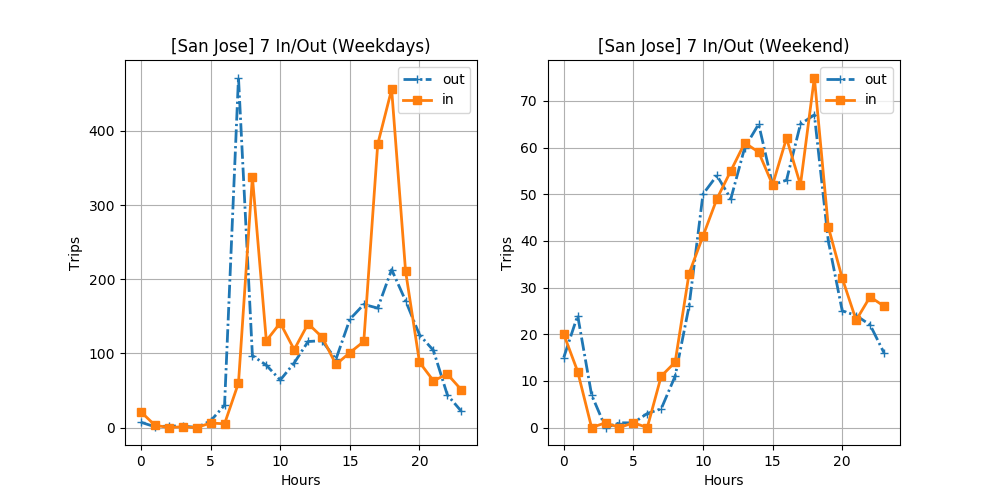 [San Jose] 7 In/Out (Weekdays)
out
in
400
300
200
100
0
Trips
0 5 10 15 20
Hours
[San Jose] 7 In/Out (Weekend)
out
in
70
60
50
40
30
20
10
0
Trips
0 5 10 15 20
Hours